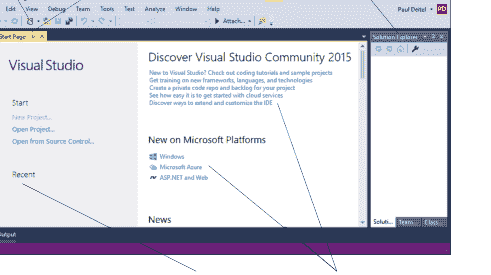 Edit View Debug Team Tools Test Analyze Window Help Paul Deitel PD
Attach...
Start Page
Solution Explorer
Visual Studio
Discover Visual Studio Community 2015
New to Visual Studio? Check out coding tutorials and sample projects
Get training on new frameworks, languages, and technologies
Create a private code repo and backlog for your project
See how easy it is to get started with cloud services
Discover ways to extend and customize the IDE
Start
New Project...
Open Project...
Open from Source Control...
New on Microsoft Platforms
Windows
Microsoft Azure
ASP.NET and Web
Recent
News
Soluti... Team... Class...
Output